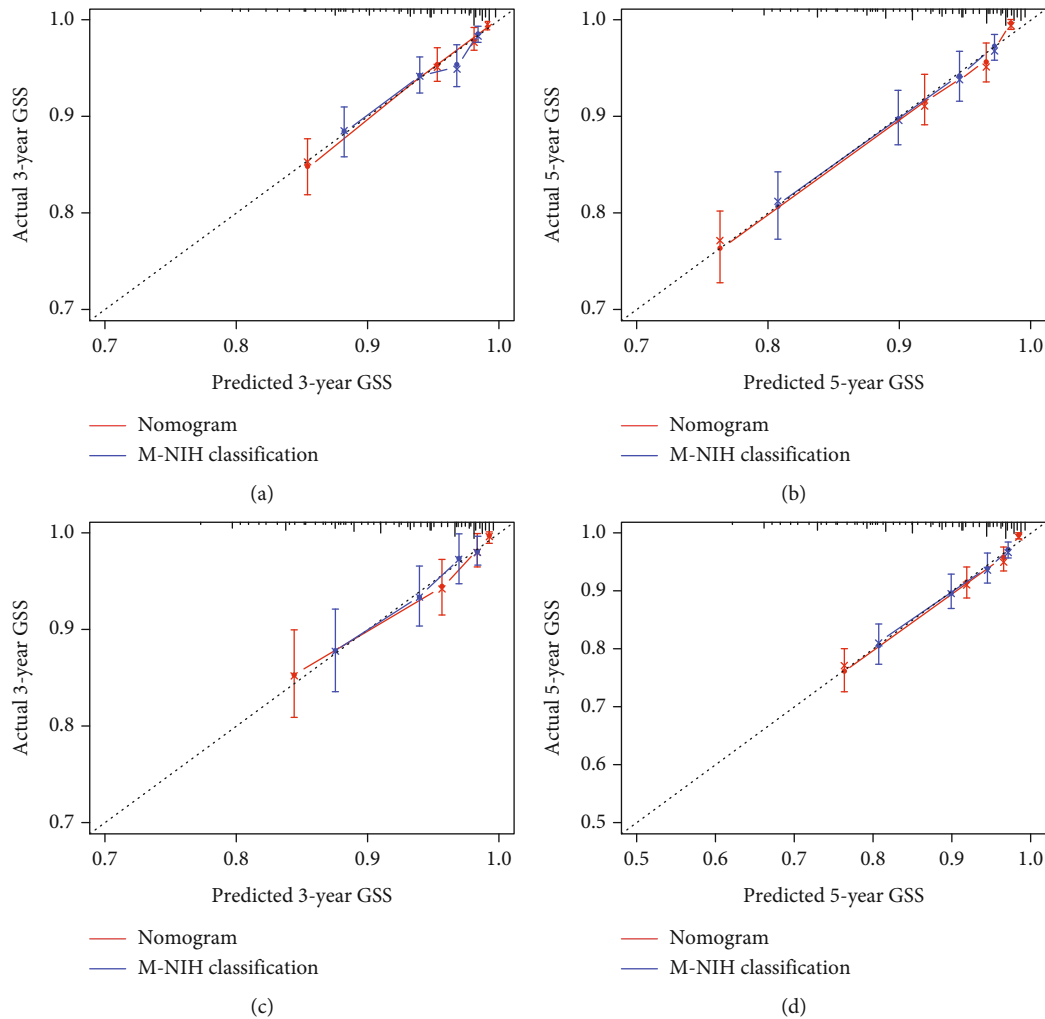 1.0
0.9
0.8
0.7
Actual 3-year GSS
0.7 0.8 0.9 1.0
Predicted 3-year GSS
Nomogram
M-NIH classification
(a)
1.0
0.9
0.8
0.7
Actual 5-year GSS
0.7 0.8 0.9 1.0
Predicted 5-year GSS
Nomogram
M-NIH classification
(b)
1.0
0.9
0.8
0.7
Actual 3-year GSS
0.7 0.8 0.9 1.0
Predicted 3-year GSS
Nomogram
M-NIH classification
(c)
1.0
0.9
0.8
0.7
0.6
0.5
Actual 5-year GSS
0.5 0.6 0.7 0.8 0.9 1.0
Predicted 5-year GSS
Nomogram
M-NIH classification
(d)